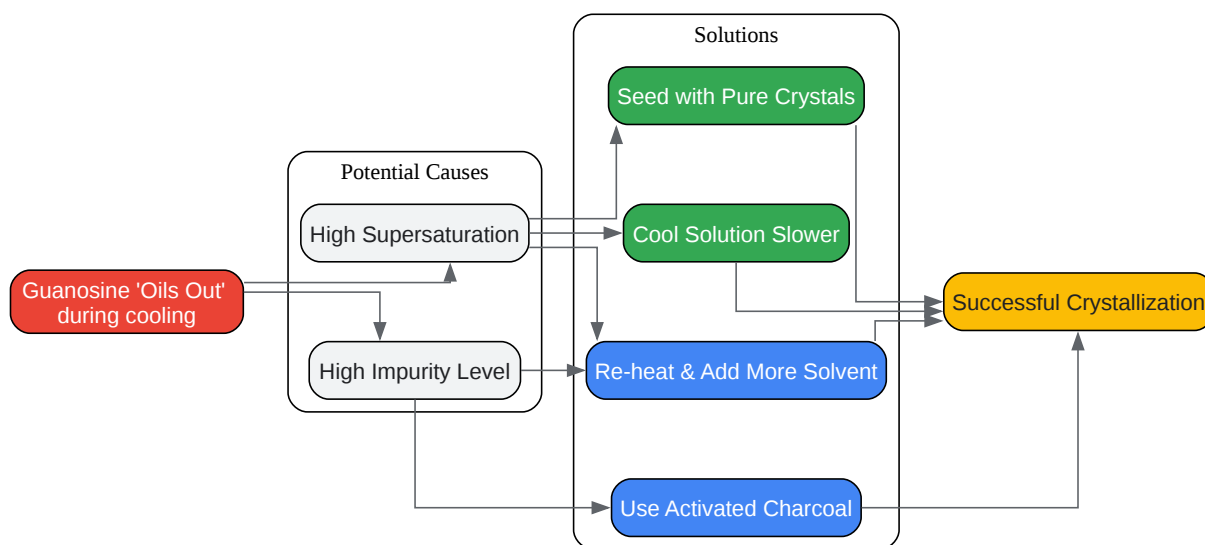 Solutions
Seed with Pure Crystals
Potential Causes
High Supersaturation
Cool Solution Slower
Guanosine 'Oils Out'
during cooling
Successful Crystallization
High Impurity Level
Re-heat & Add More Solvent
Use Activated Charcoal